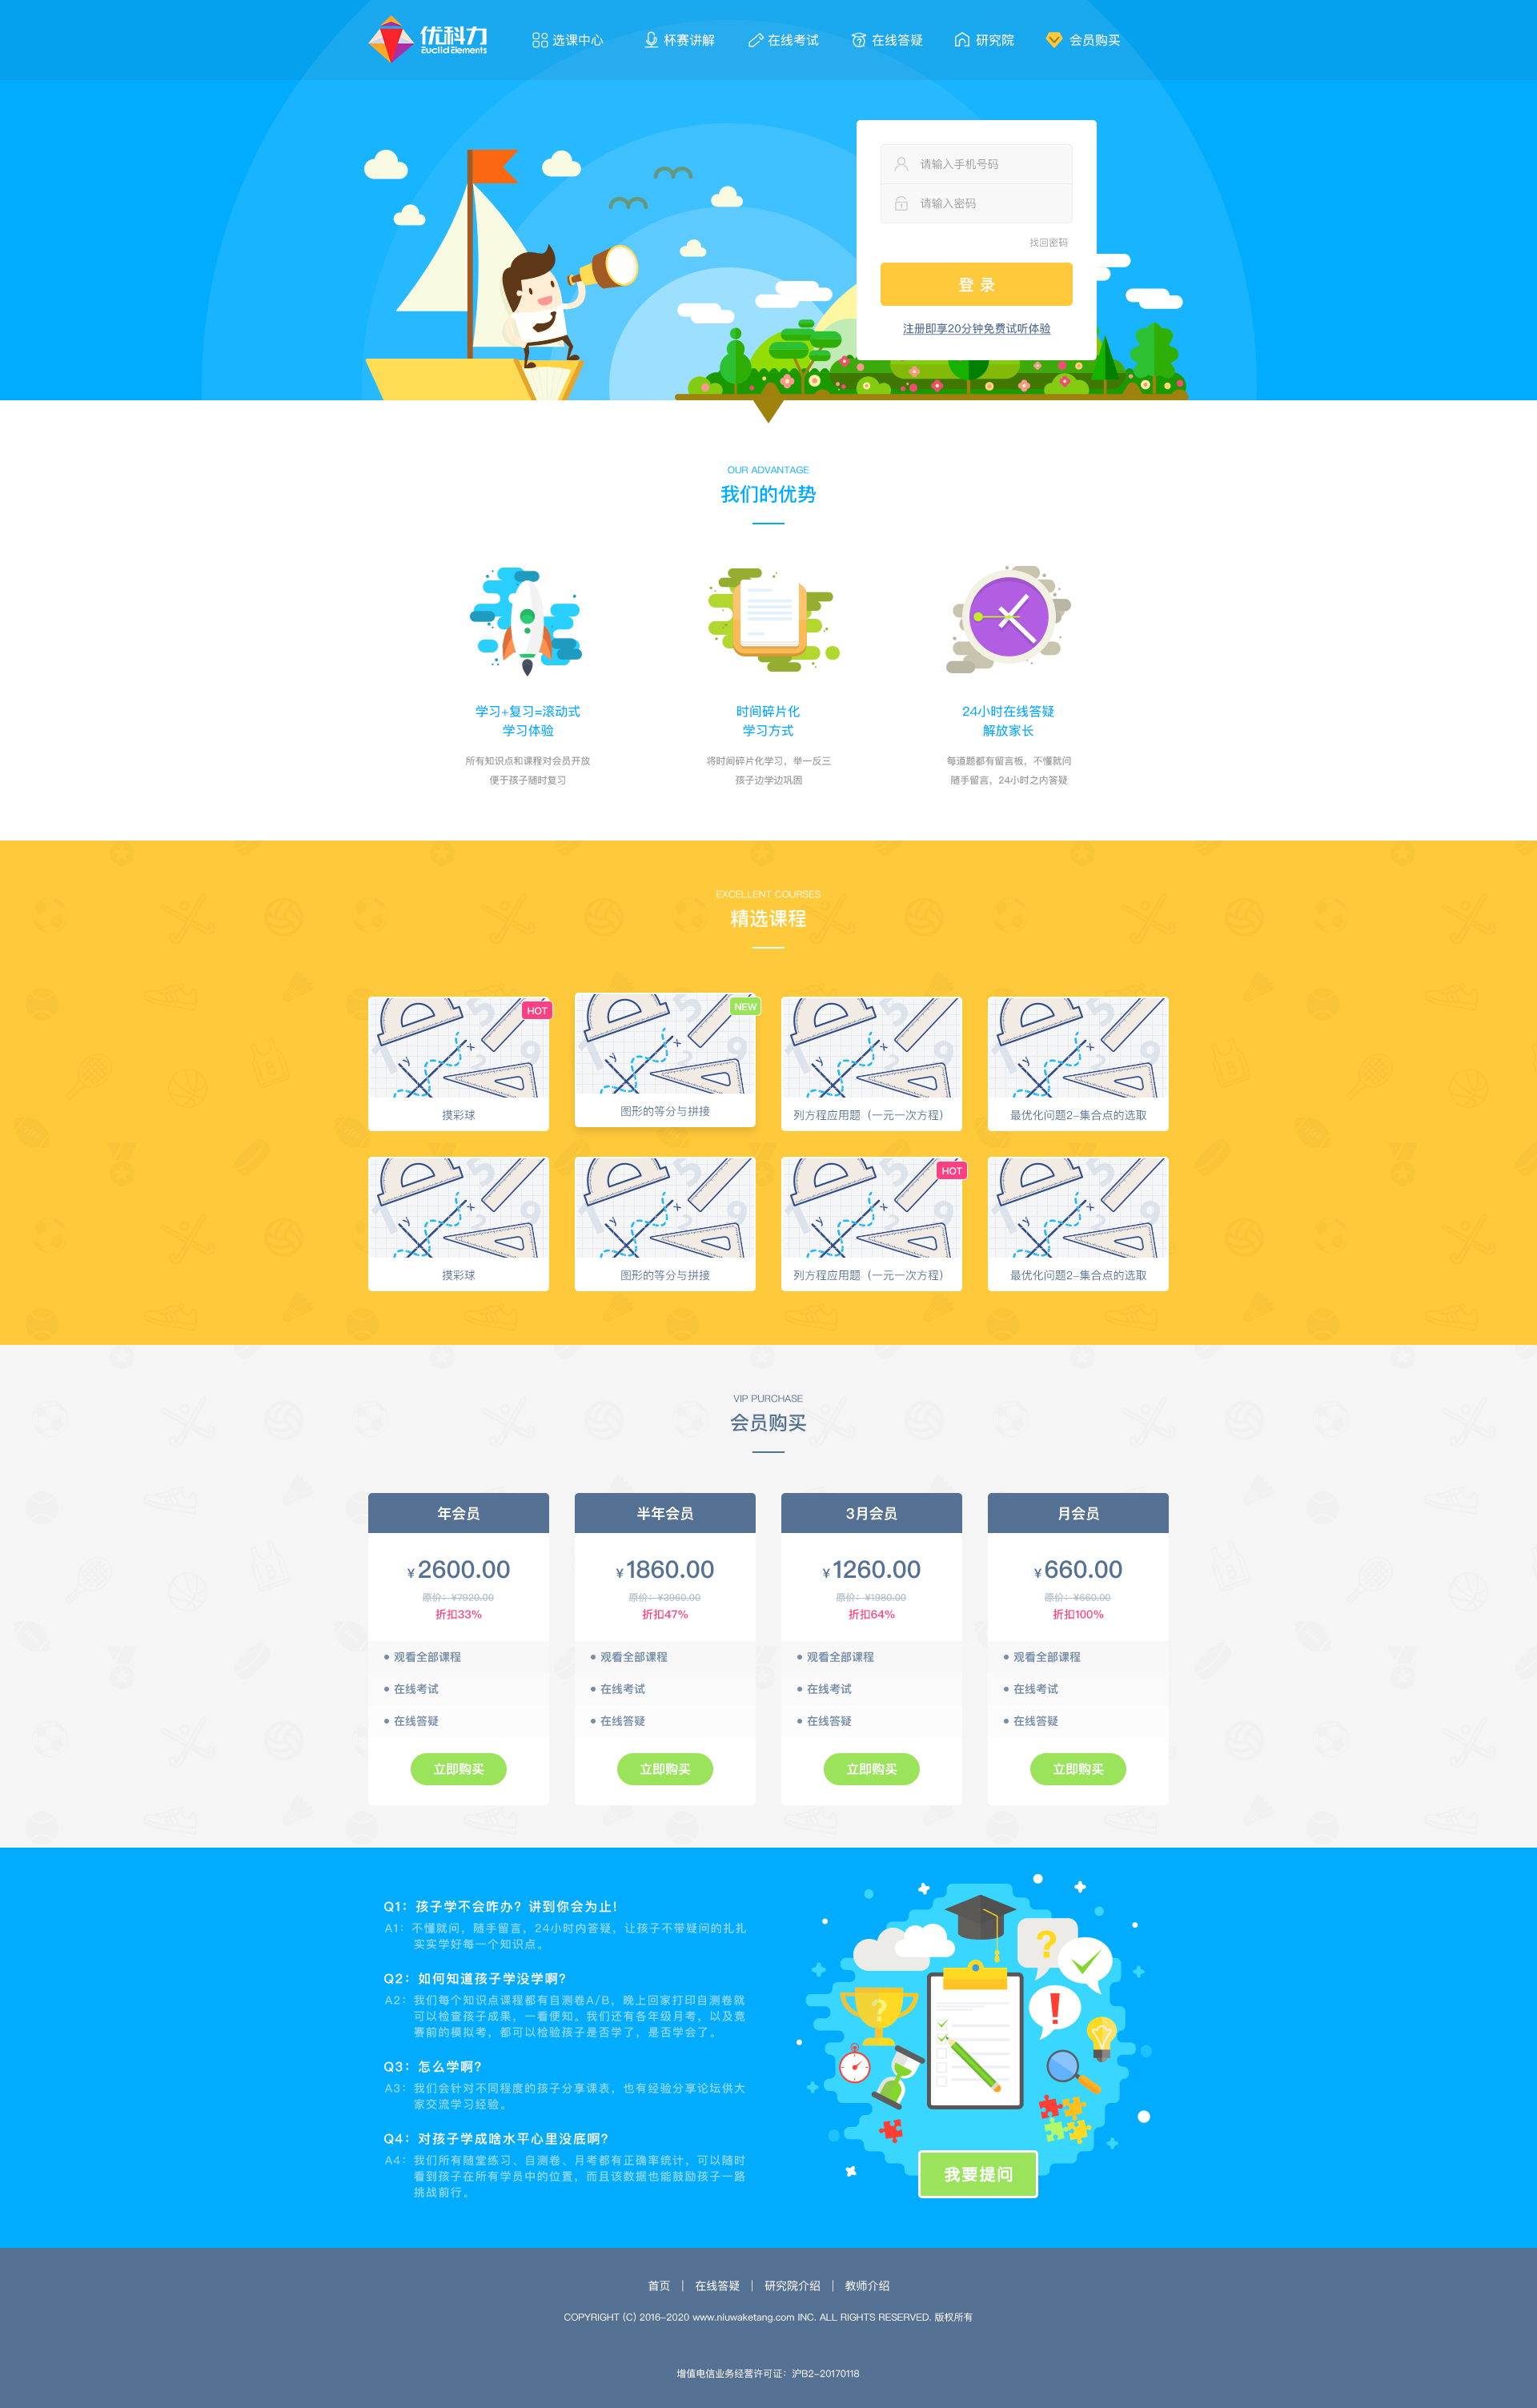 优科力
Euclid Elements
选课中心
杯赛讲解
在线考试
在线答疑
研究院
会员购买
请输入手机号码
请输入密码
找回密码
登 录
注册即享20分钟免费试听体验
OUR ADVANTAGE
我们的优势
学习+复习=滚动式
学习体验
所有知识点和课程对会员开放
便于孩子随时复习
时间碎片化
学习方式
将时间碎片化学习，举一反三
孩子边学边巩固
24小时在线答疑
解放家长
每道题都有留言板，不懂就问
随手留言，24小时之内答疑
EXCELLENT COURSES
精选课程
HOT
摸彩球
NEW
图形的等分与拼接
列方程应用题（一元一次方程）
最优化问题2-集合点的选取
摸彩球
图形的等分与拼接
HOT
列方程应用题（一元一次方程）
最优化问题2-集合点的选取
VIP PURCHASE
会员购买
年会员
¥2600.00
原价：¥7920.00
折扣33%
• 观看全部课程
• 在线考试
• 在线答疑
立即购买
半年会员
¥1860.00
原价：¥3960.00
折扣47%
• 观看全部课程
• 在线考试
• 在线答疑
立即购买
3月会员
¥1260.00
原价：¥1980.00
折扣64%
• 观看全部课程
• 在线考试
• 在线答疑
立即购买
月会员
¥660.00
原价：¥660.00
折扣100%
• 观看全部课程
• 在线考试
• 在线答疑
立即购买
Q1：孩子学不会咋办？讲到你会为止！
A1：不懂就问，随手留言，24小时内答疑，让孩子不带疑问的扎扎
实实学好每一个知识点。
Q2：如何知道孩子学没学啊？
A2：我们每个知识点课程都有自测卷A/B，晚上回家打印自测卷就
可以检查孩子成果，一看便知。我们还有各年级月考，以及竞
赛前的模拟考，都可以检验孩子是否学了，是否学会了。
Q3：怎么学啊？
A3：我们会针对不同程度的孩子分享课表，也有经验分享论坛供大
家交流学习经验。
Q4：对孩子学成啥水平心里没底啊？
A4：我们所有随堂练习、自测卷、月考都有正确率统计，可以随时
看到孩子在所有学员中的位置，而且该数据也能鼓励孩子一路
挑战前行。
我要提问
首页 | 在线答疑 | 研究院介绍 | 教师介绍
COPYRIGHT (C) 2016-2020 www.niuwaketang.com INC. ALL RIGHTS RESERVED. 版权所有
增值电信业务经营许可证：沪B2-20170118